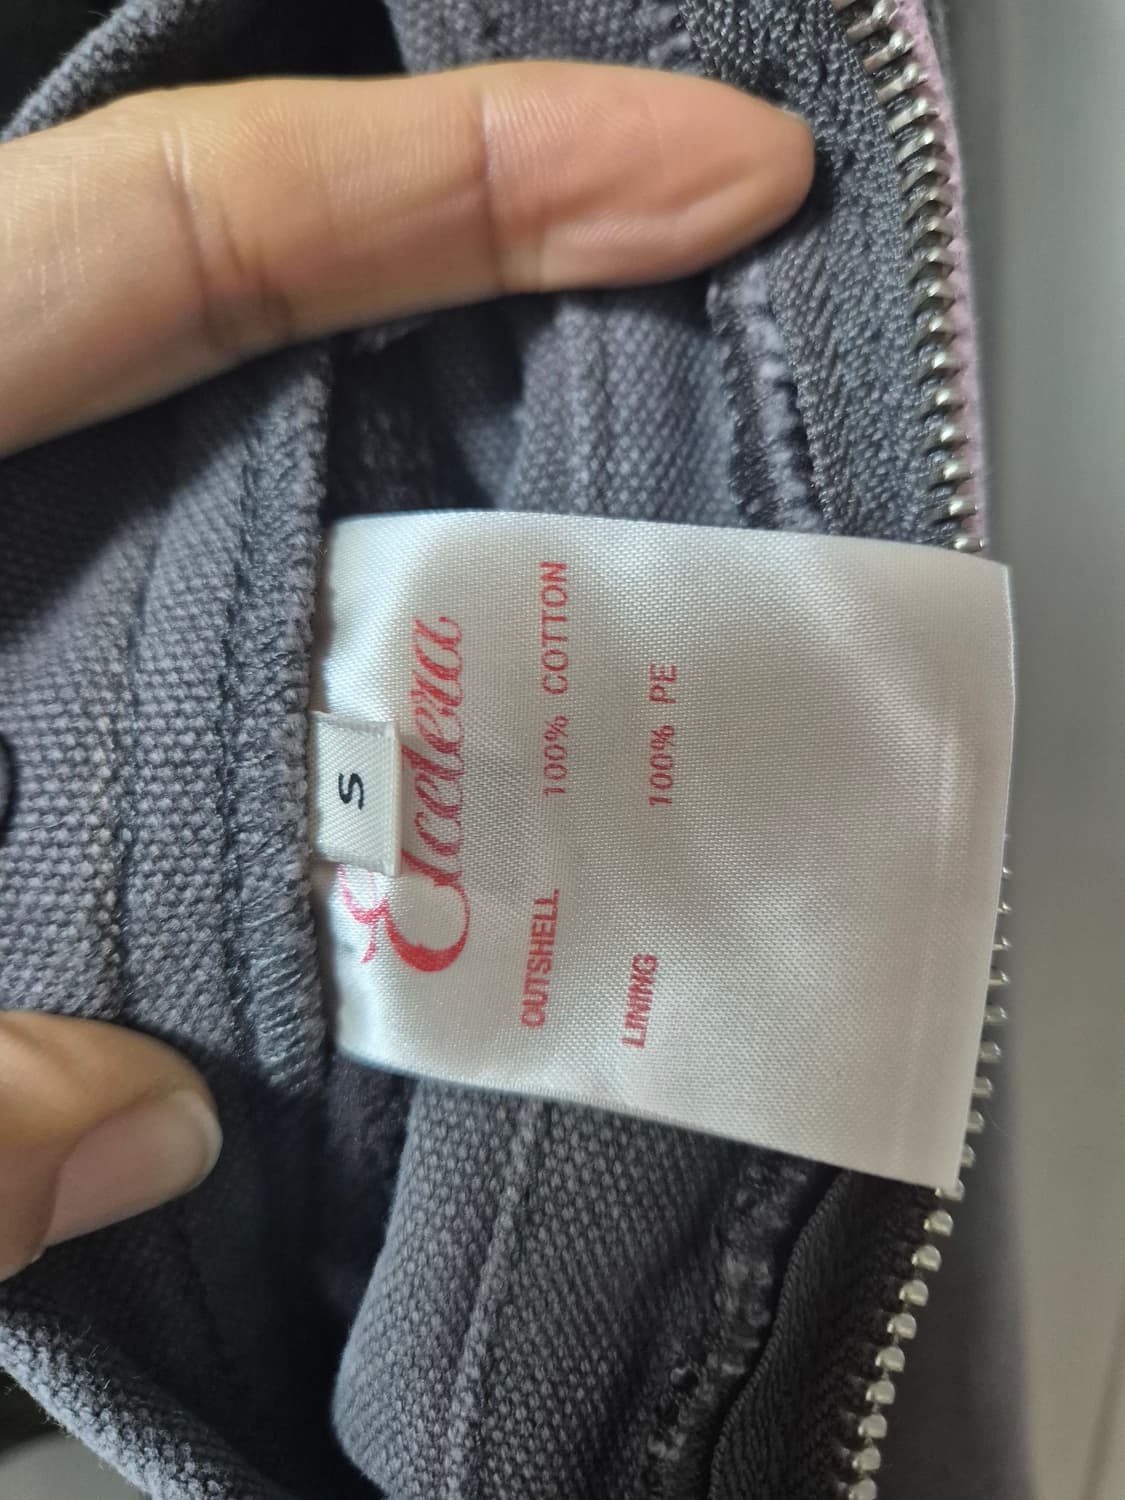 S
OUTSHELL 100% COTTON
LINING 100% PE